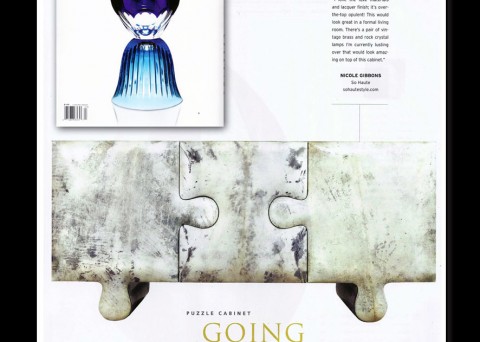 and lacquer finish; it's over-
the-top opulent! This would
look great in a formal living
room. There's a pair of vin-
tage brass and rock crystal
lamps I'm currently lusting
over that would look amaz-
ing on top of this cabinet."
NICOLE GIBBONS
So Haute
sohautestyle.com
PUZZLE CABINET
GOING